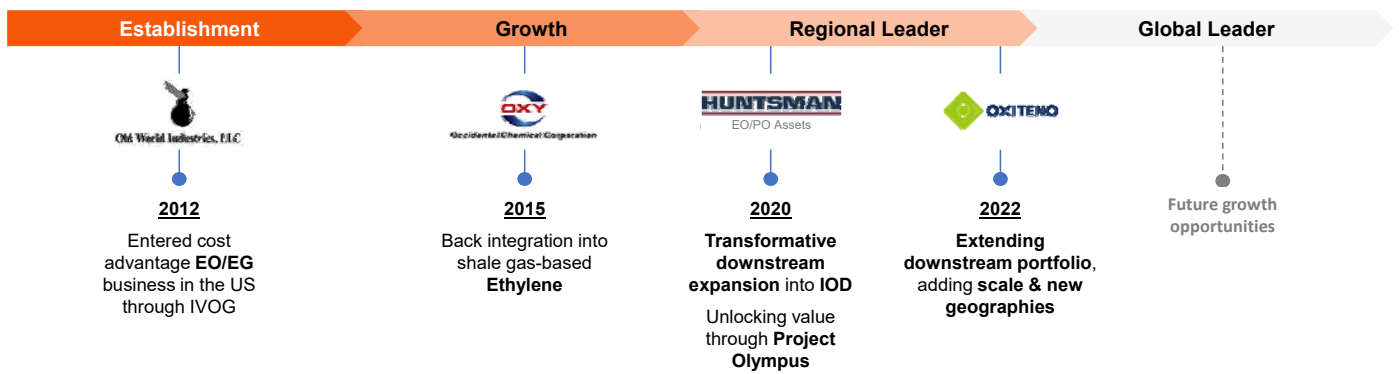 Establishment
Growth
Regional Leader
Global Leader
Old World Industries, LLC
OXY
Occidental Chemical Corporation
HUNTSMAN
EO/PO Assets
OXITENO
2012
Entered cost
advantage EO/EG
business in the US
through IVOG
2015
Back integration into
shale gas-based
Ethylene
2020
Transformative
downstream
expansion into IOD
Unlocking value
through Project
Olympus
2022
Extending
downstream portfolio,
adding scale & new
geographies
Future growth
opportunities